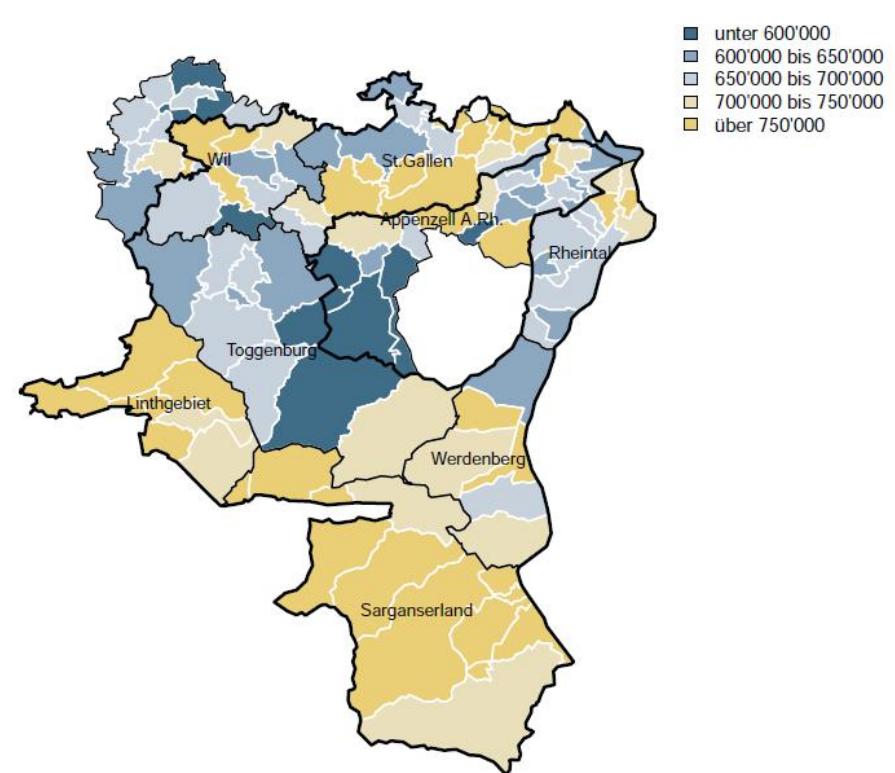 unter 600'000
600'000 bis 650'000
650'000 bis 700'000
700'000 bis 750'000
über 750'000
Wil
St.Gallen
Appenzell A.Rh.
Rheintal
Toggenburg
Linthgebiet
Werdenberg
Sarganserland